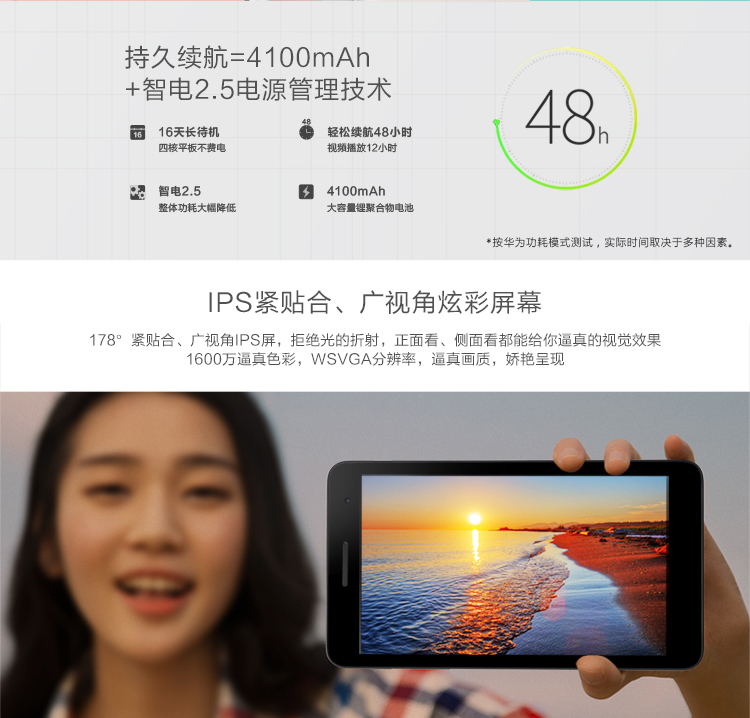 持久续航=4100mAh
+智电2.5电源管理技术
16
16天长待机
四核平板不费电
48
轻松续航48小时
视频播放12小时
智电2.5
整体功耗大幅降低
4100mAh
大容量锂聚合物电池
48h
*按华为功耗模式测试，实际时间取决于多种因素。
IPS紧贴合、广视角炫彩屏幕
178°紧贴合、广视角IPS屏，拒绝光的折射，正面看、侧面看都能给你逼真的视觉效果
1600万逼真色彩，WSVGA分辨率，逼真画质，娇艳呈现